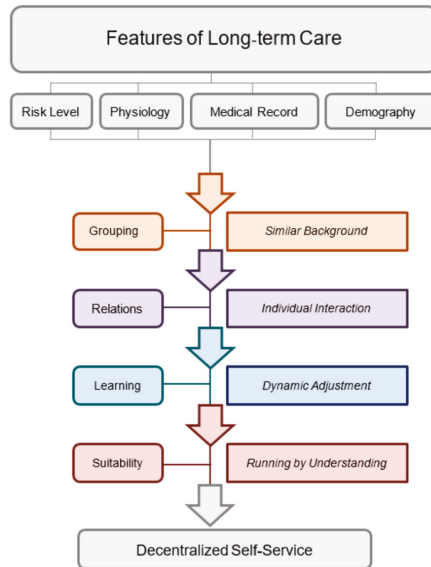 Features of Long-term Care
Risk Level Physiology Medical Record Demography
Grouping Similar Background
Relations Individual Interaction
Learning Dynamic Adjustment
Suitability Running by Understanding
Decentralized Self-Service